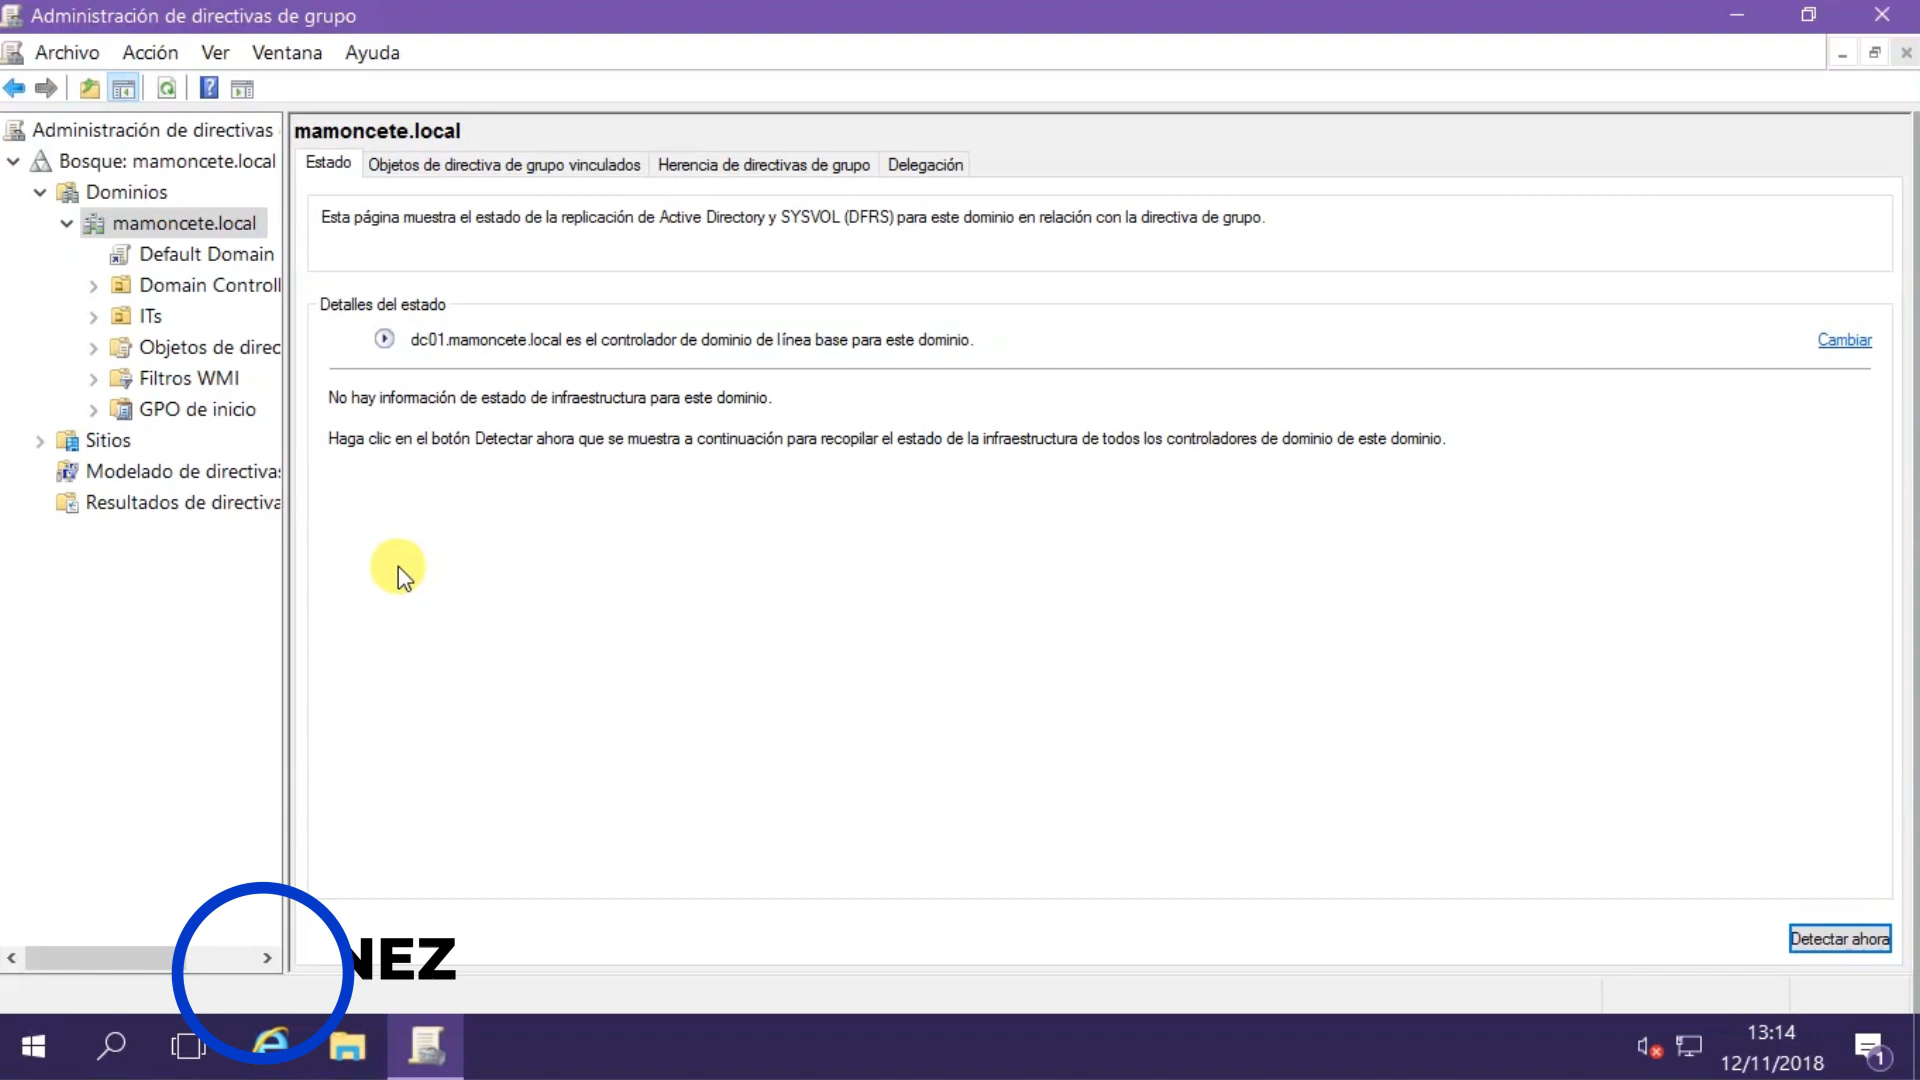 Administración de directivas de grupo
Archivo Acción Ver Ventana Ayuda
Administración de directivas
Bosque: mamoncete.local
Dominios
mamoncete.local
Default Domain
Domain Controll
ITs
Objetos de direc
Filtros WMI
GPO de inicio
Sitios
Modelado de directivas
Resultados de directiva
mamoncete.local
Estado Objetos de directiva de grupo vinculados Herencia de directivas de grupo Delegación
Esta página muestra el estado de la replicación de Active Directory y SYSVOL (DFRS) para este dominio en relación con la directiva de grupo.
Detalles del estado
dc01.mamoncete.local es el controlador de dominio de línea base para este dominio.
Cambiar
No hay información de estado de infraestructura para este dominio.
Haga clic en el botón Detectar ahora que se muestra a continuación para recopilar el estado de la infraestructura de todos los controladores de dominio de este dominio.
Detectar ahora
NEZ
13:14
12/11/2018
1